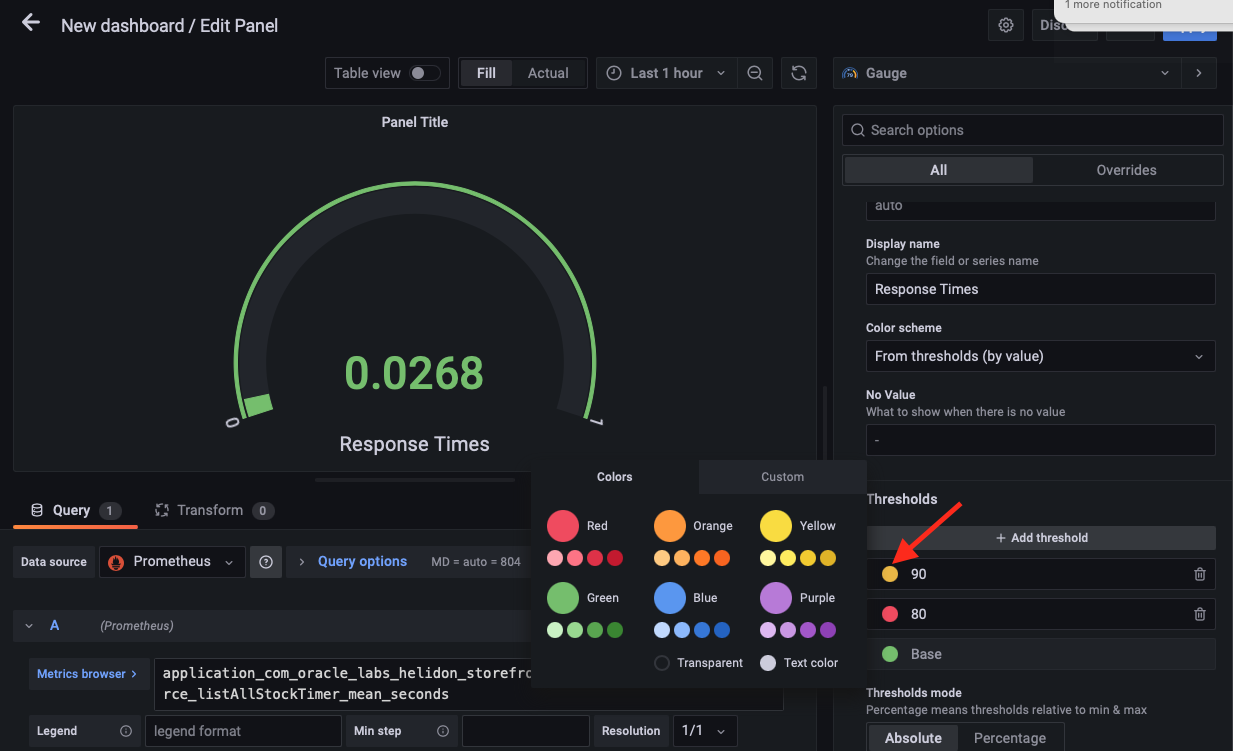 1 more notification
New dashboard / Edit Panel
Table view
Fill
Actual
Last 1 hour
Gauge
Panel Title
0.0268
0
1
Response Times
Search options
All
Overrides
auto
Display name
Change the field or series name
Response Times
Color scheme
From thresholds (by value)
No Value
What to show when there is no value
-
Thresholds
+ Add threshold
90
80
Base
Thresholds mode
Percentage means thresholds relative to min & max
Absolute
Percentage
Colors
Custom
Red
Orange
Yellow
Green
Blue
Purple
Transparent
Text color
Query 1
Transform 0
Data source
Prometheus
Query options
MD = auto = 804
A
(Prometheus)
Metrics browser >
application_com_oracle_labs_helidon_storefro
rce_listAllStockTimer_mean_seconds
Legend
legend format
Min step
Resolution
1/1